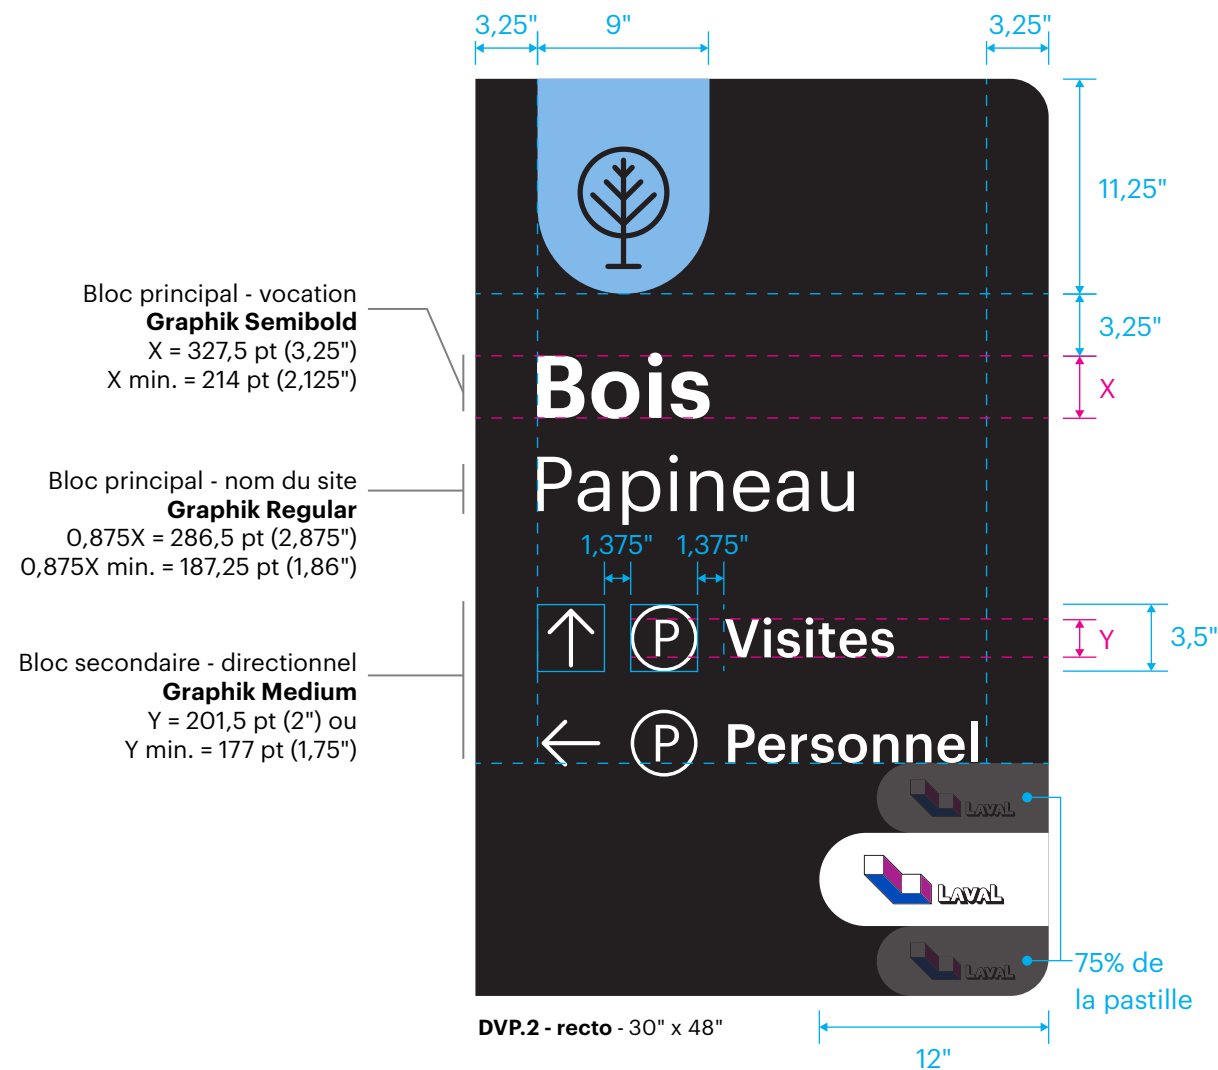 3,25"
9"
3,25"
11,25"
Bloc principal - vocation
Graphik Semibold
X = 327,5 pt (3,25")
X min. = 214 pt (2,125")
3,25"
Bois
X
Bloc principal - nom du site
Graphik Regular
0,875X = 286,5 pt (2,875")
0,875X min. = 187,25 pt (1,86")
Papineau
1,375" 1,375"
P Visites
Y
3,5"
Bloc secondaire - directionnel
Graphik Medium
Y = 201,5 pt (2") ou
Y min. = 177 pt (1,75")
P Personnel
LAVAL
LAVAL
LAVAL
75% de
la pastille
DVP.2 - recto - 30" x 48"
12"